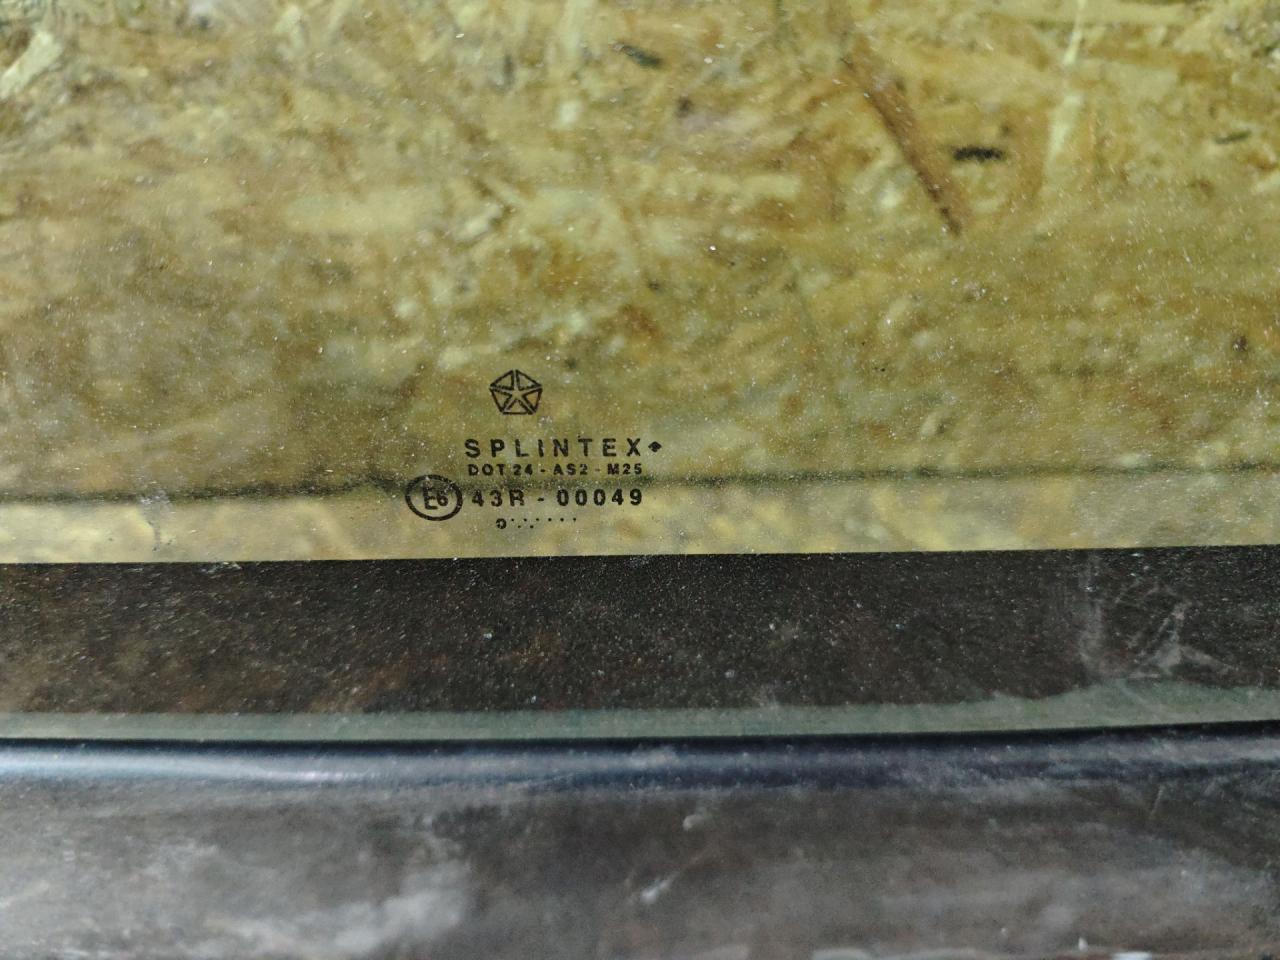 SPLINTEX
DOT 24 - AS2 - M25
E6 43R - 00049